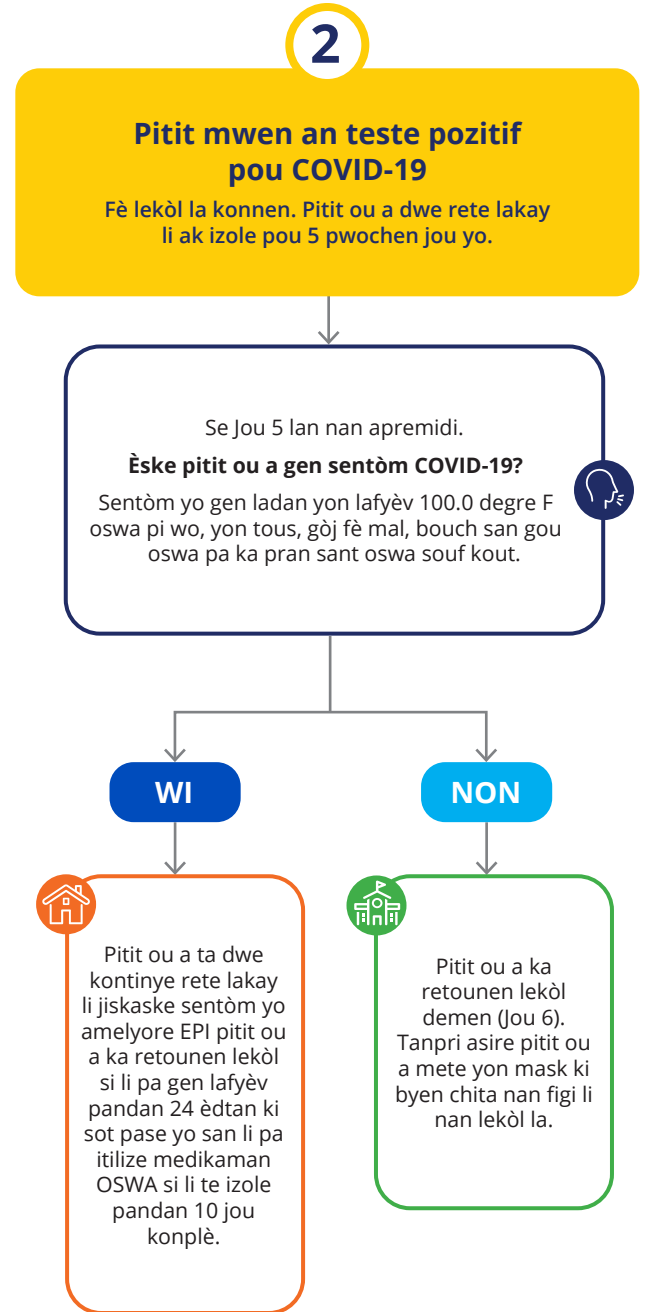 2
Pitit mwen an teste pozitif
pou COVID-19
Fè lekòl la konnen. Pitit ou a dwe rete lakay
li ak izole pou 5 pwochen jou yo.
Se Jou 5 lan nan apremidi.
Èske pitit ou a gen sentòm COVID-19?
Sentòm yo gen ladan yon lafyèv 100.0 degre F
oswa pi wo, yon tous, gòj fè mal, bouch san gou
oswa pa ka pran sant oswa souf kout.
WI
Pitit ou a ta dwe
kontinye rete lakay
li jiskaske sentòm yo
amelyore EPI pitit ou
a ka retounen lekòl
si li pa gen lafyèv
pandan 24 èdtan ki
sot pase yo san li pa
itilize medikaman
OSWA si li te izole
pandan 10 jou
konplè.
NON
Pitit ou a ka
retounen lekòl
demen (Jou 6).
Tanpri asire pitit ou
a mete yon mask ki
byen chita nan figi li
nan lekòl la.